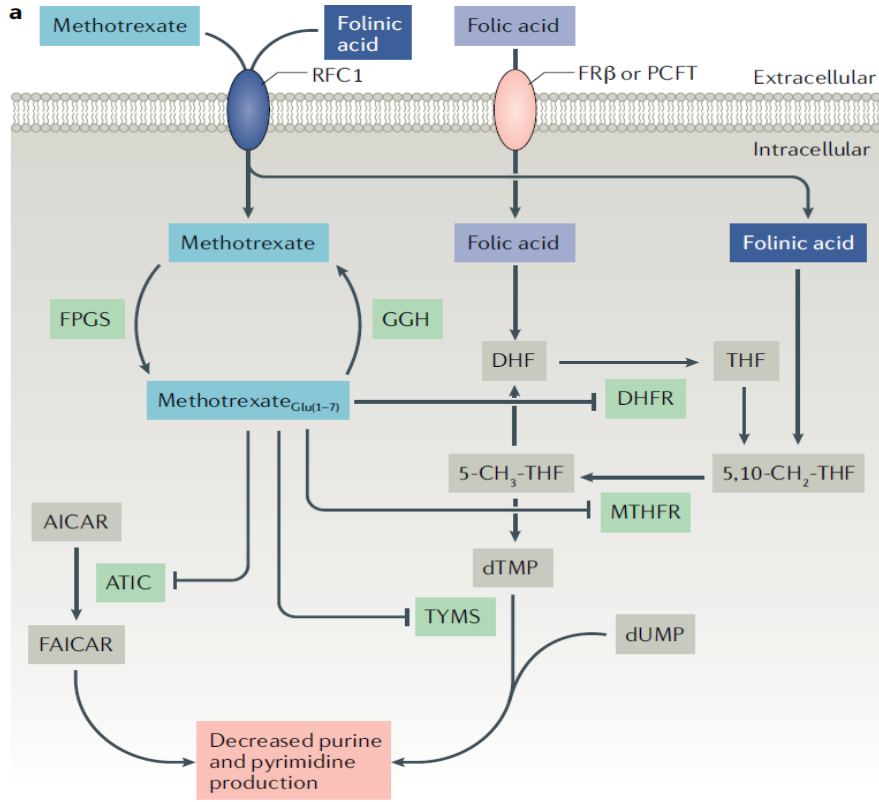 a
Methotrexate
Folinic
acid
Folic acid
RFC1
FRβ or PCFT
Extracellular
Intracellular
Methotrexate
Folic acid
Folinic acid
FPGS
GGH
DHF
THF
Methotrexate Glu(1–7)
DHFR
5-CH₃-THF
5,10-CH₂-THF
AICAR
MTHFR
ATIC
dTMP
TYMS
dUMP
FAICAR
Decreased purine
and pyrimidine
production